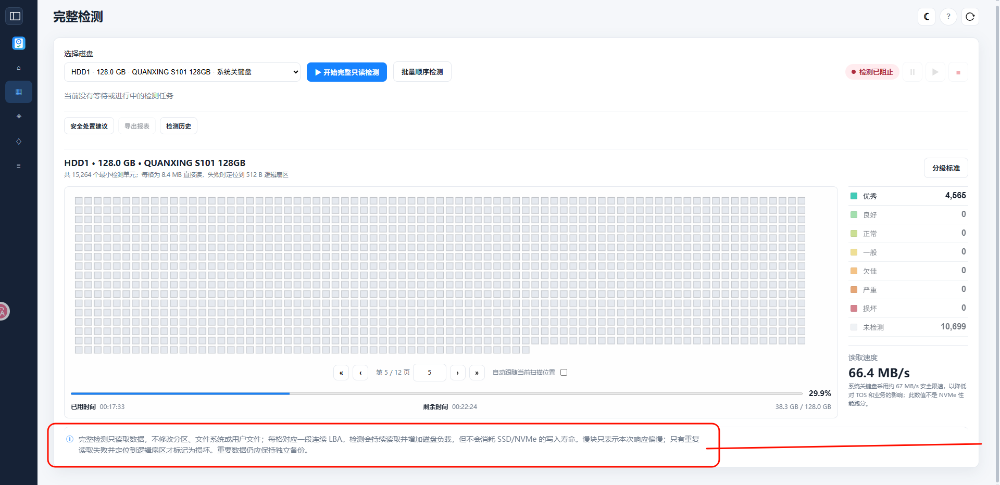 完整检测
?
选择磁盘
HDD1 · 128.0 GB · QUANXING S101 128GB · 系统关键盘
▶ 开始完整只读检测
批量顺序检测
● 检测已阻止
当前没有等待或进行中的检测任务
安全处置建议
导出报表
检测历史
HDD1 • 128.0 GB • QUANXING S101 128GB
共 15,264 个最小检测单元；每格为 8.4 MB 直接读，失败时定位到 512 B 逻辑扇区
分级标准
优秀 4,565
良好 0
正常 0
一般 0
欠佳 0
严重 0
损坏 0
未检测 10,699
« ‹ 第 5 / 12 页 5 › » 自动跟随当前扫描位置
29.9%
已用时间 00:17:33
剩余时间 00:22:24
38.3 GB / 128.0 GB
读取速度
66.4 MB/s
系统关键盘采用约 67 MB/s 安全限速，以降低
对 TOS 和业务的影响；此数值不是 NVMe 性
能跑分。
完整检测只读取数据，不修改分区、文件系统或用户文件；每格对应一段连续 LBA。检测会持续读取并增加磁盘负载，但不会消耗 SSD/NVMe 的写入寿命。慢块只表示本次响应偏慢；只有重复
读取失败并定位到逻辑扇区才标记为损坏。重要数据仍应保持独立备份。